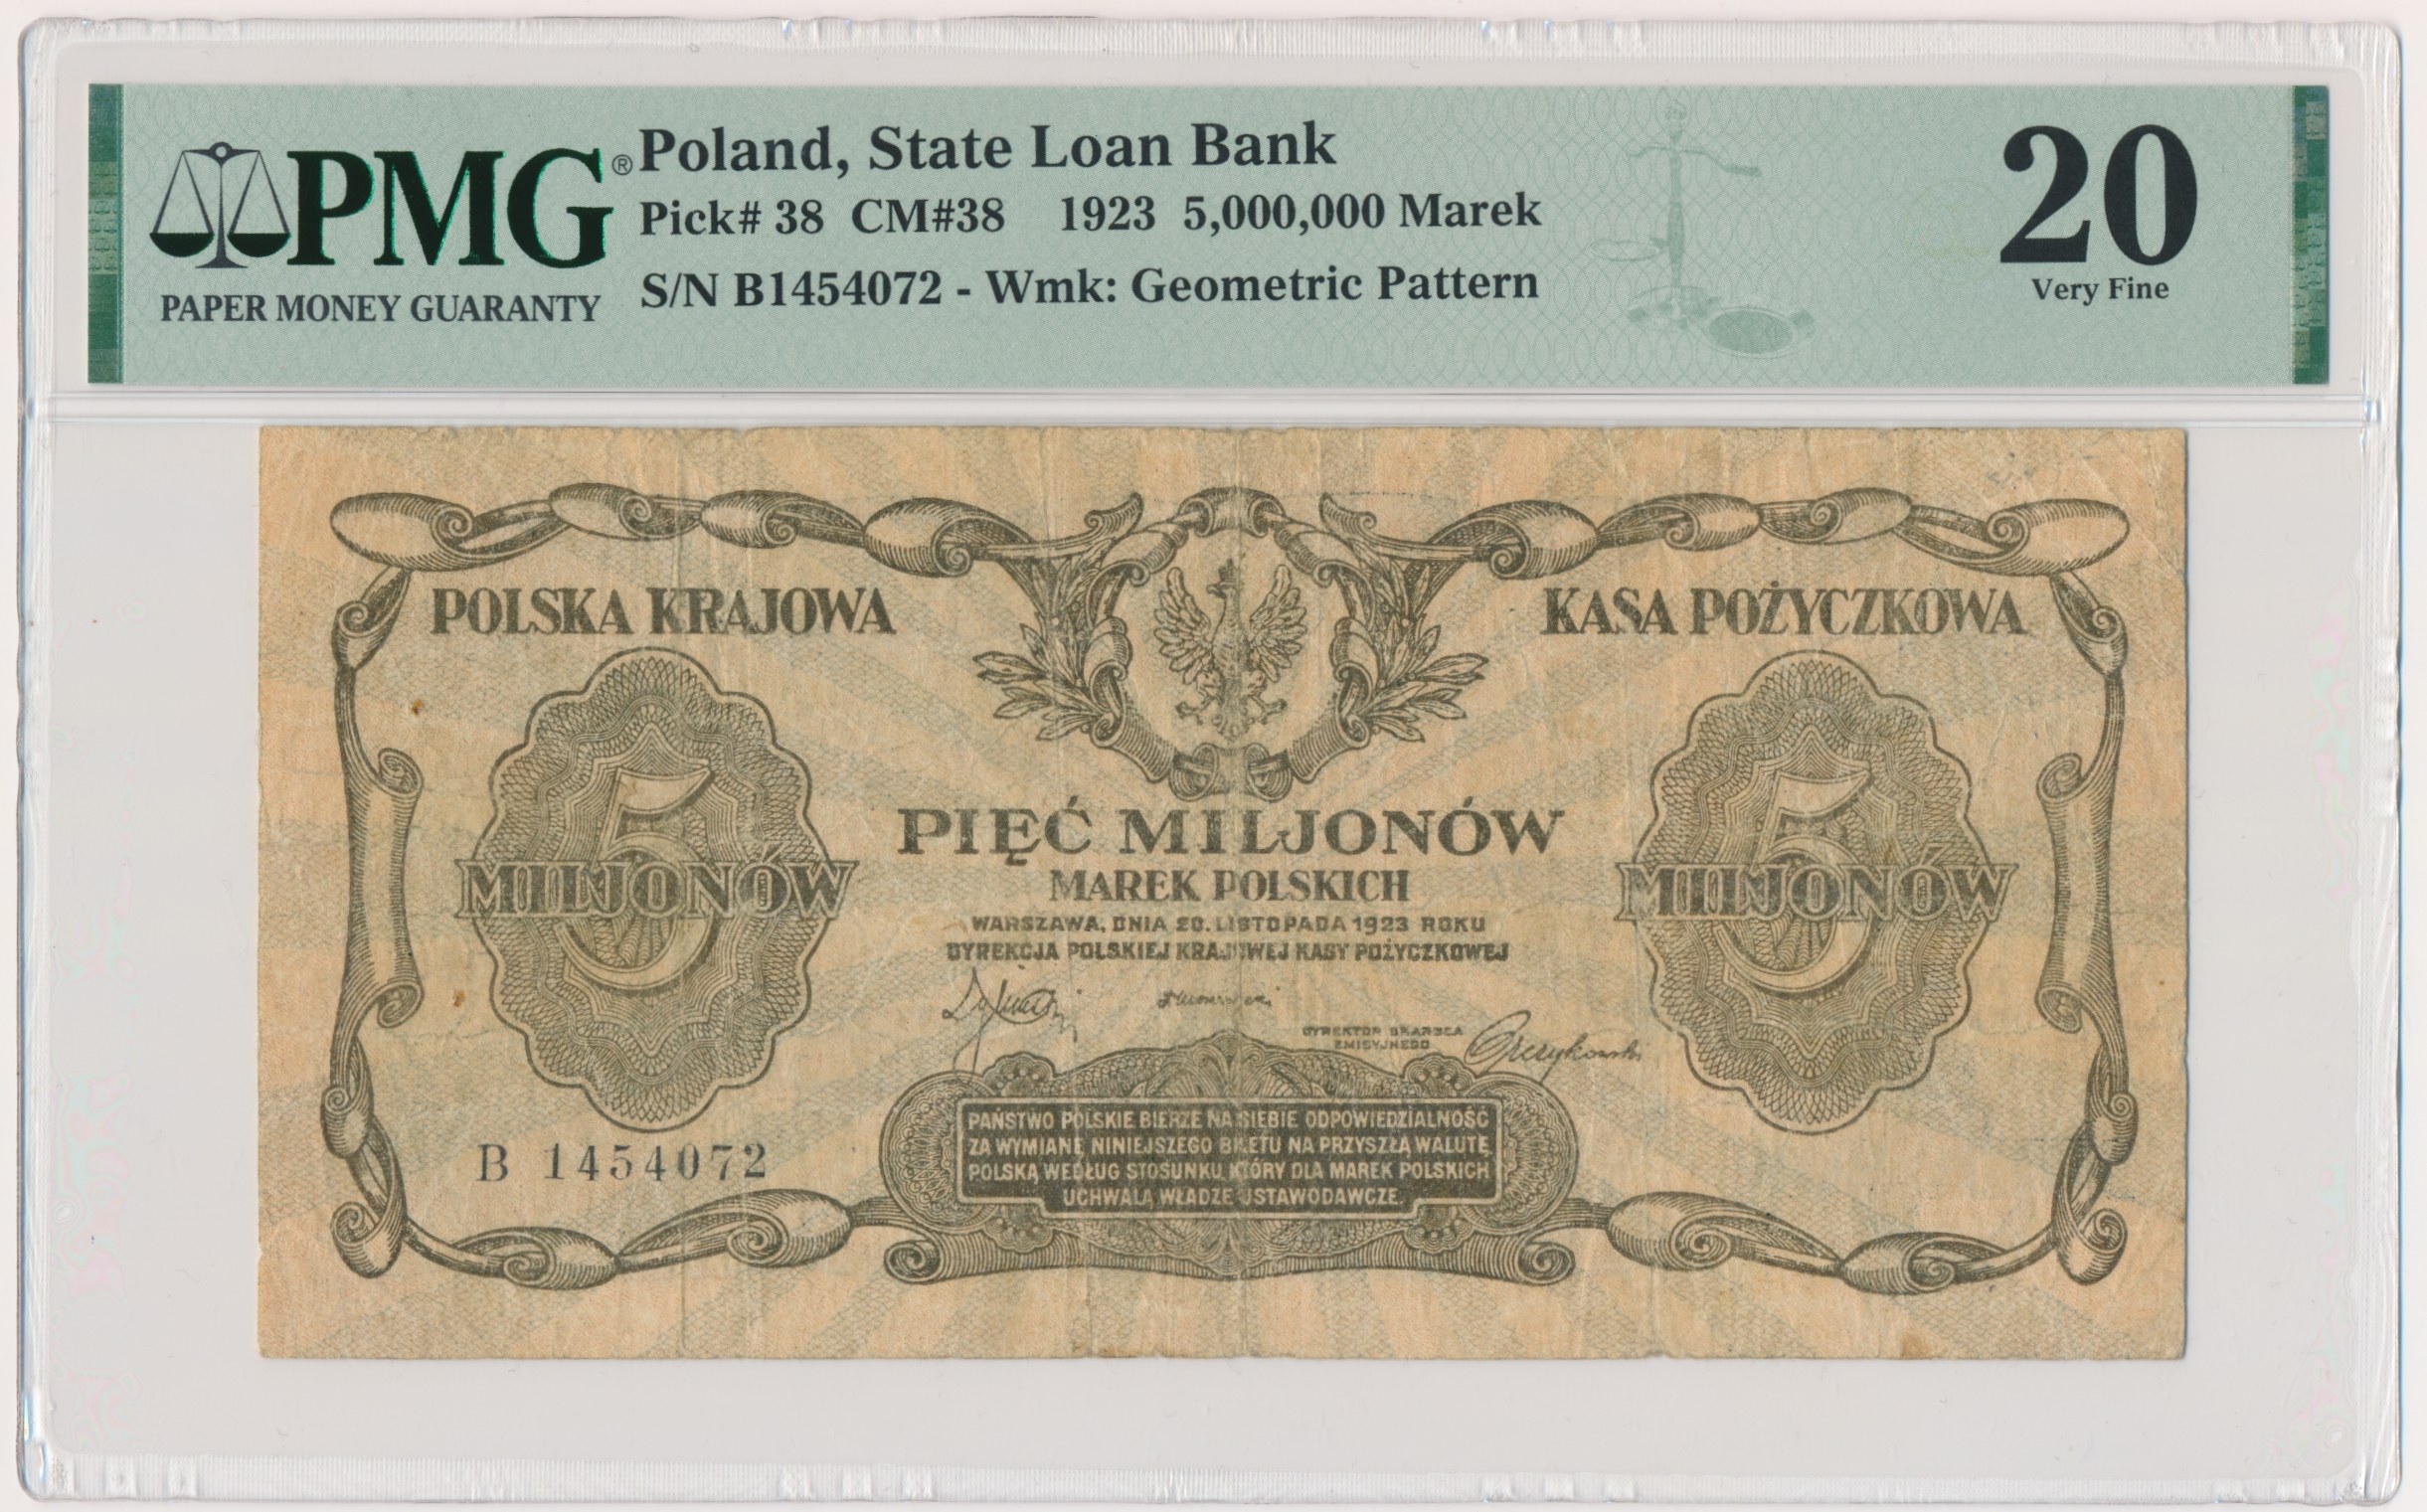 PMG®
PAPER MONEY GUARANTY
Poland, State Loan Bank
Pick# 38 CM#38 1923 5,000,000 Marek
S/N B1454072 - Wmk: Geometric Pattern
20
Very Fine
POLSKA KRAJOWA
KASA POŻYCZKOWA
5
MILJONÓW
PIĘĆ MILJONÓW
MAREK POLSKICH
WARSZAWA, DNIA 20. LISTOPADA 1923 ROKU
DYREKCJA POLSKIEJ KRAJOWEJ KASY POŻYCZKOWEJ
5
MILJONÓW
DYREKTOR SKARBCA
EMISYJNEGO
B 1454072
PAŃSTWO POLSKIE BIERZE NA SIEBIE ODPOWIEDZIALNOŚĆ
ZA WYMIANĘ NINIEJSZEGO BILETU NA PRZYSZŁĄ WALUTĘ
POLSKĄ WEDŁUG STOSUNKU, KTÓRY DLA MAREK POLSKICH
UCHWALĄ WŁADZE USTAWODAWCZE.